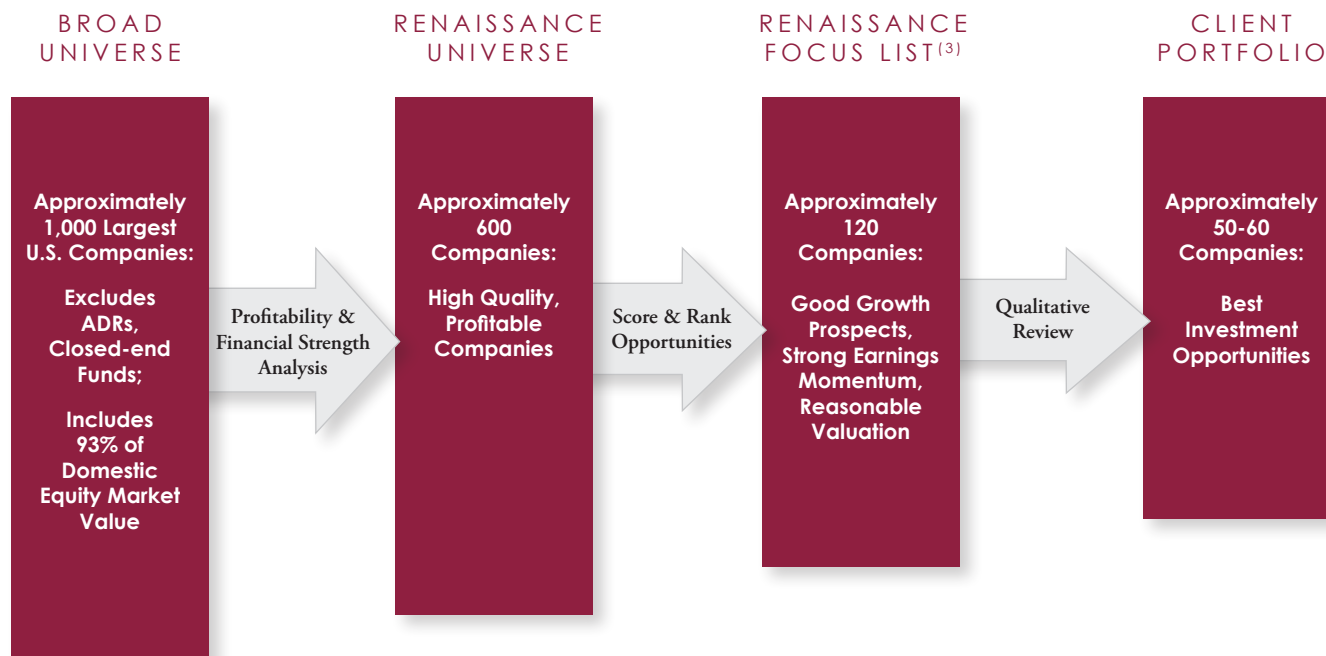 BROAD
UNIVERSE
Approximately
1,000 Largest
U.S. Companies:
Excludes
ADRs,
Closed-end
Funds;
Includes
93% of
Domestic
Equity Market
Value
Profitability &
Financial Strength
Analysis
RENAISSANCE
UNIVERSE
Approximately
600
Companies:
High Quality,
Profitable
Companies
Score & Rank
Opportunities
RENAISSANCE
FOCUS LIST(3)
Approximately
120
Companies:
Good Growth
Prospects,
Strong Earnings
Momentum,
Reasonable
Valuation
Qualitative
Review
CLIENT
PORTFOLIO
Approximately
50-60
Companies:
Best
Investment
Opportunities